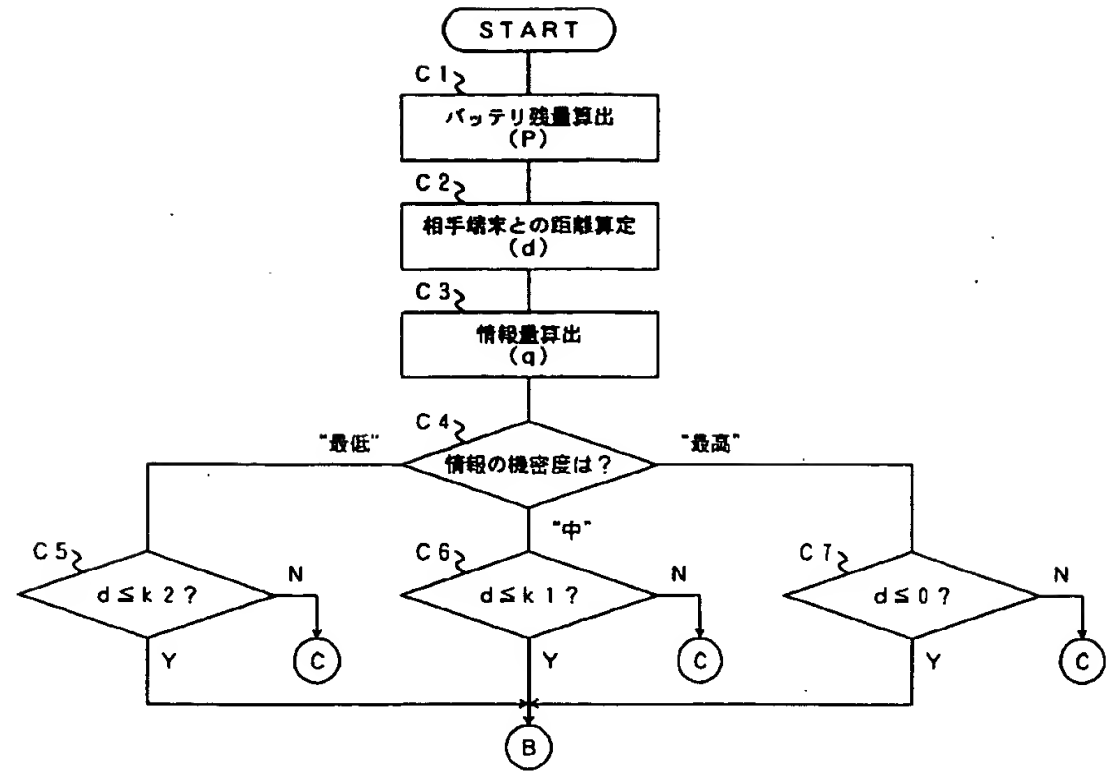 START
C1
バッテリ残量算出
(P)
C2
相手端末との距離算定
(d)
C3
情報量算出
(q)
C4
"最低"
"最高"
情報の機密度は?
"中"
C5
d≦k2?
N
Y
C
C6
d≦k1?
N
Y
C
C7
d≦0?
N
Y
C
B